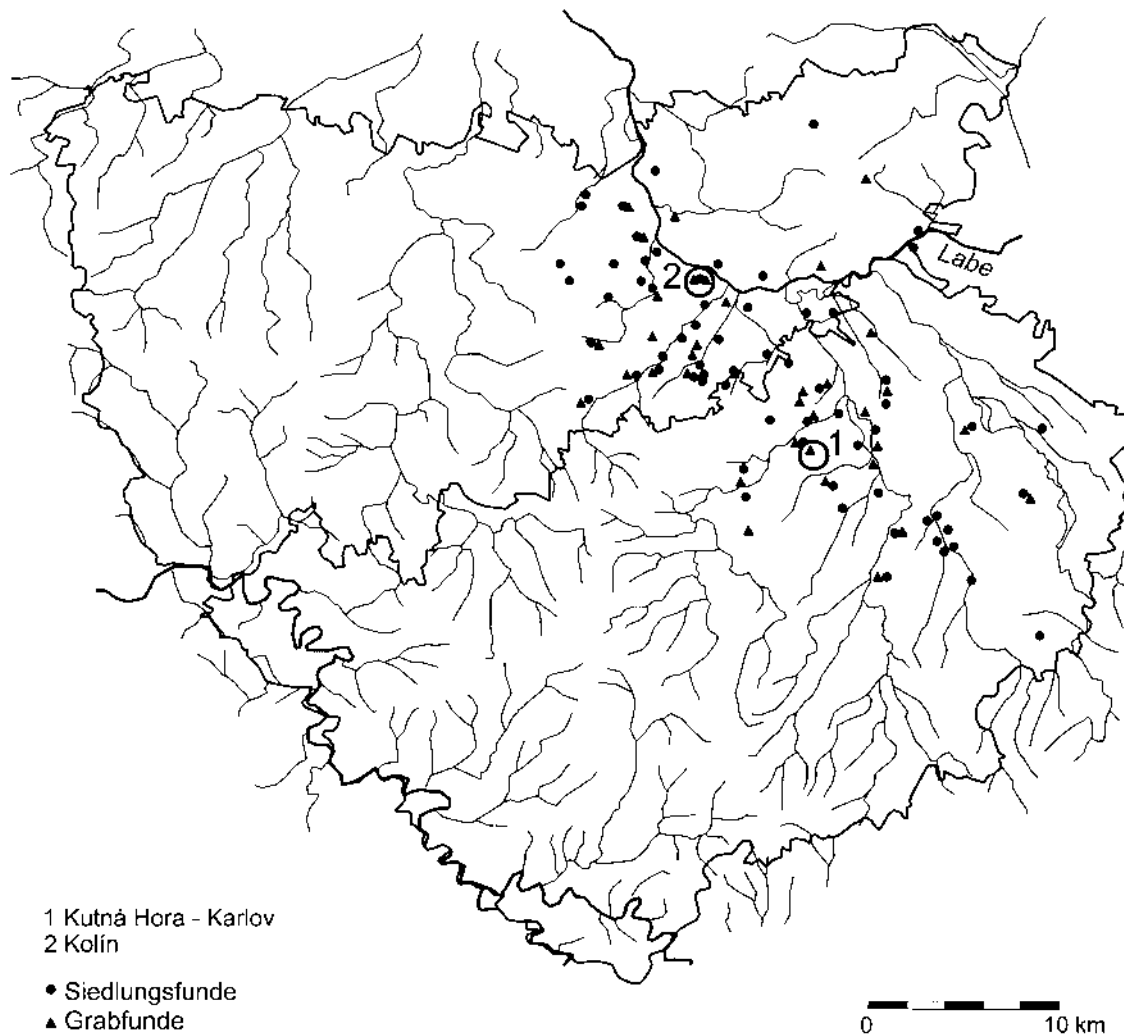 2
Labe
1
1 Kutná Hora - Karlov
2 Kolín
Siedlungsfunde
Grabfunde
0 10 km